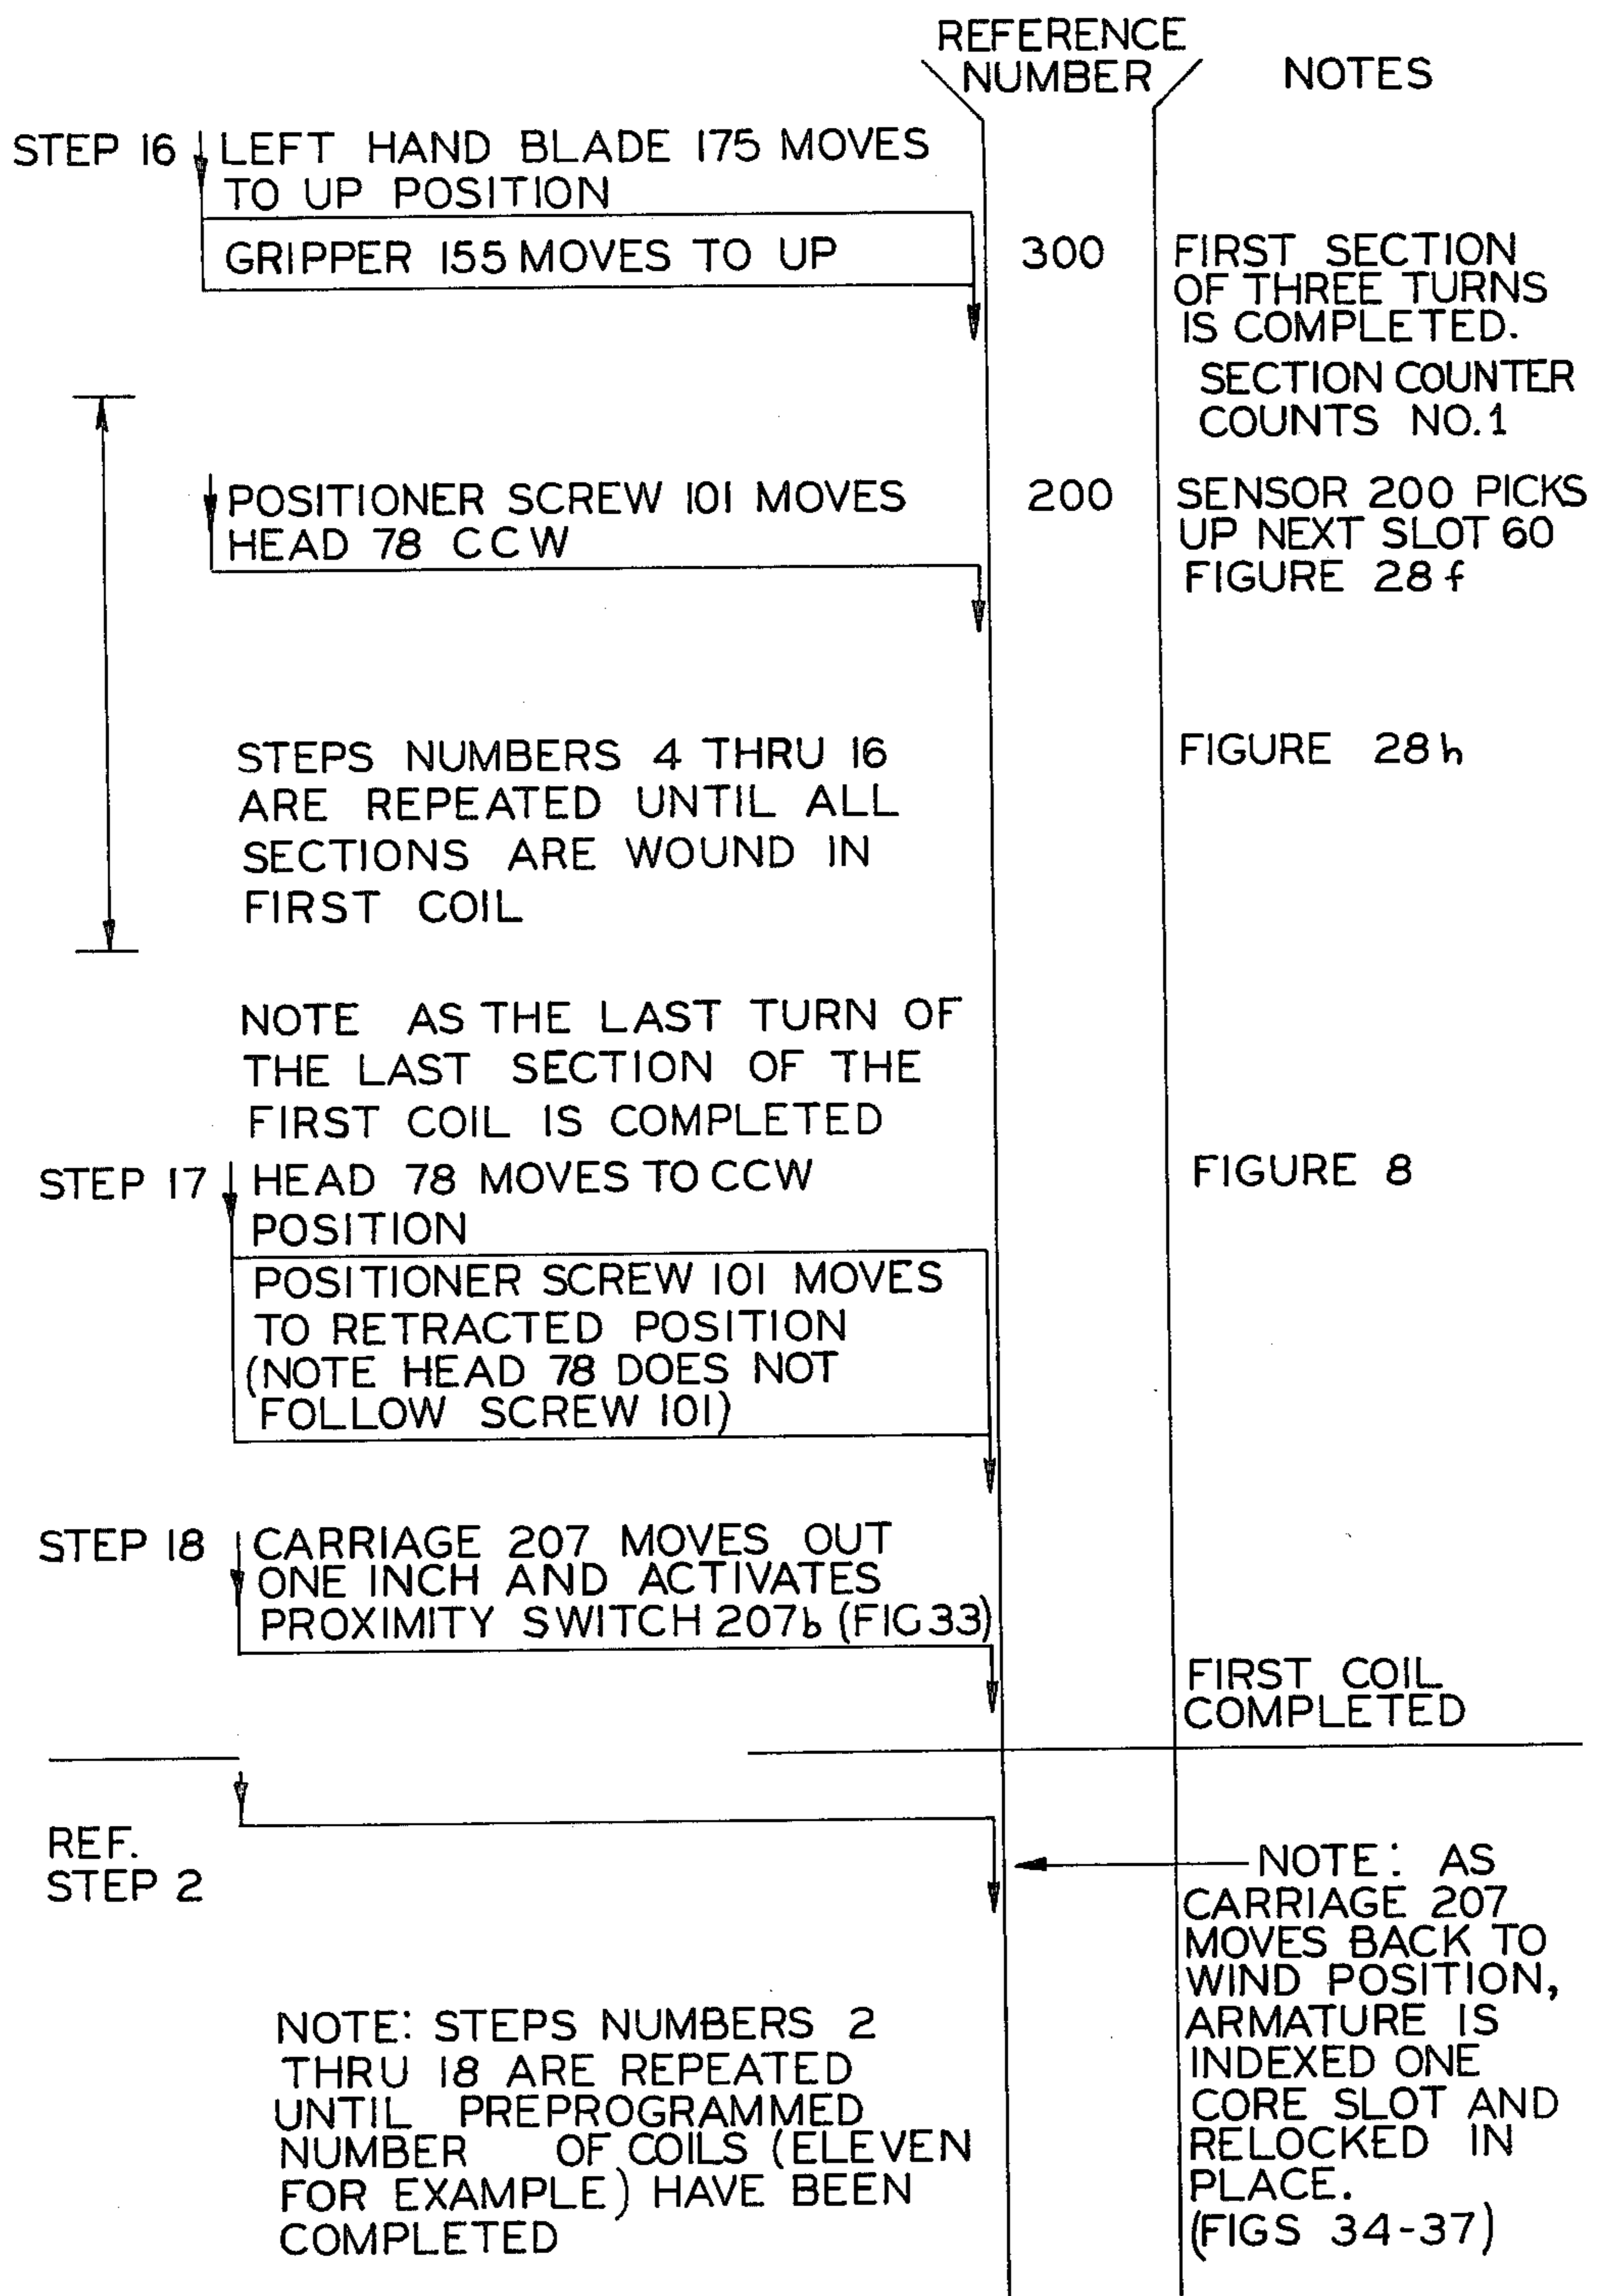 REFERENCE
NUMBER
NOTES
STEP 16
LEFT HAND BLADE 175 MOVES
TO UP POSITION
GRIPPER 155 MOVES TO UP
300
FIRST SECTION
OF THREE TURNS
IS COMPLETED.
SECTION COUNTER
COUNTS NO.1
POSITIONER SCREW 101 MOVES
HEAD 78 CCW
200
SENSOR 200 PICKS
UP NEXT SLOT 60
FIGURE 28f
STEPS NUMBERS 4 THRU 16
ARE REPEATED UNTIL ALL
SECTIONS ARE WOUND IN
FIRST COIL
FIGURE 28h
NOTE AS THE LAST TURN OF
THE LAST SECTION OF THE
FIRST COIL IS COMPLETED
STEP 17
HEAD 78 MOVES TO CCW
POSITION
FIGURE 8
POSITIONER SCREW 101 MOVES
TO RETRACTED POSITION
(NOTE HEAD 78 DOES NOT
FOLLOW SCREW 101)
STEP 18
CARRIAGE 207 MOVES OUT
ONE INCH AND ACTIVATES
PROXIMITY SWITCH 207b (FIG 33)
FIRST COIL
COMPLETED
REF.
STEP 2
NOTE: AS
CARRIAGE 207
MOVES BACK TO
WIND POSITION,
ARMATURE IS
INDEXED ONE
CORE SLOT AND
RELOCKED IN
PLACE.
(FIGS 34-37)
NOTE: STEPS NUMBERS 2
THRU 18 ARE REPEATED
UNTIL PREPROGRAMMED
NUMBER OF COILS (ELEVEN
FOR EXAMPLE) HAVE BEEN
COMPLETED